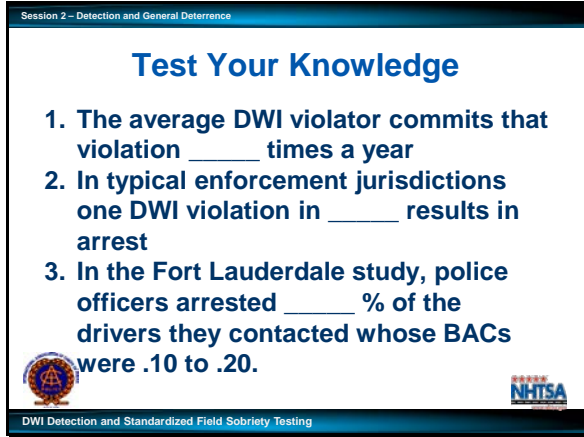 Session 2 – Detection and General Deterrence
Test Your Knowledge
1. The average DWI violator commits that
violation _____ times a year
2. In typical enforcement jurisdictions
one DWI violation in _____ results in
arrest
3. In the Fort Lauderdale study, police
officers arrested _____ % of the
drivers they contacted whose BACs
were .10 to .20.
NHTSA
DWI Detection and Standardized Field Sobriety Testing